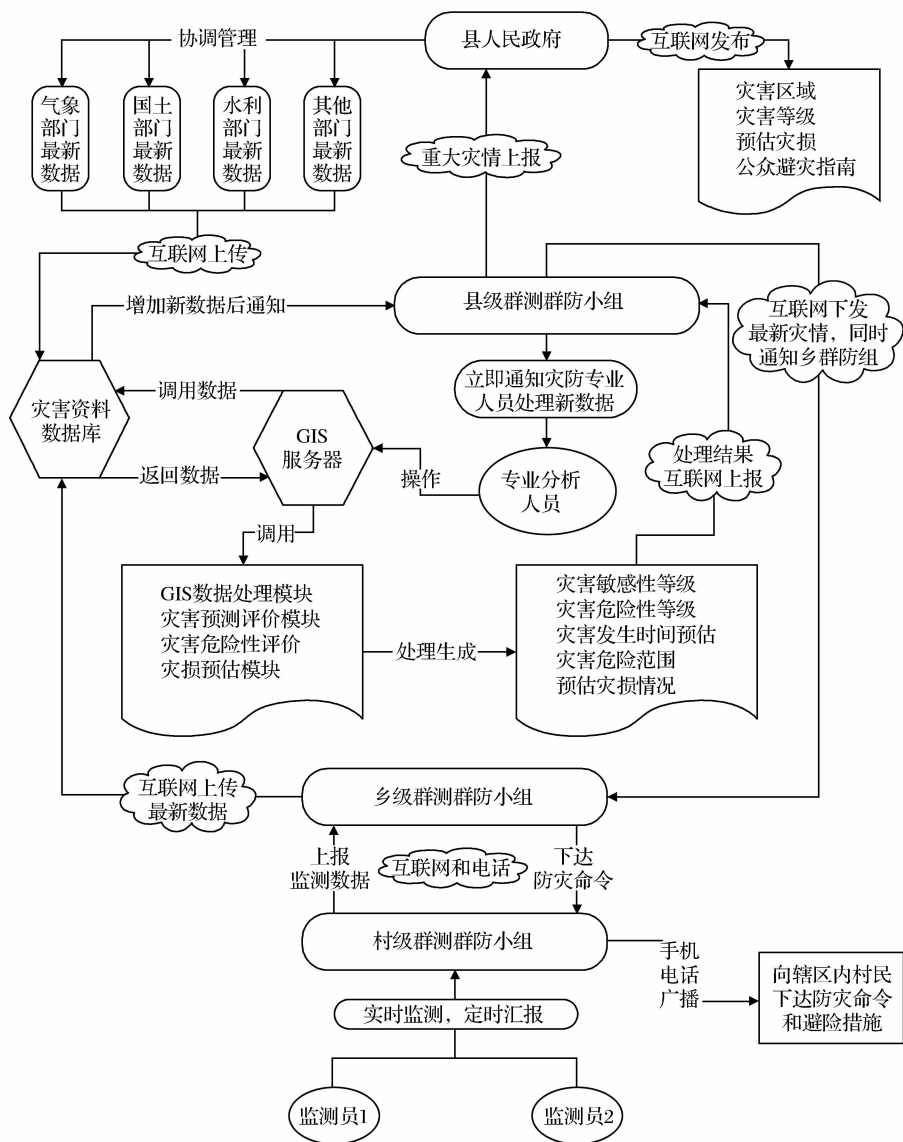 协调管理
县人民政府
互联网发布
气象
部门
最新
数据
国土
部门
最新
数据
水利
部门
最新
数据
其他
部门
最新
数据
灾害区域
灾害等级
预估灾损
公众避灾指南
重大灾情上报
互联网上传
增加新数据后通知
县级群测群防小组
互联网下发
最新灾情，同时
通知乡群防组
立即通知灾防专业
人员处理新数据
调用数据
灾害资料
数据库
GIS
服务器
返回数据
操作
专业分析
人员
处理结果
互联网上报
调用
GIS数据处理模块
灾害预测评价模块
灾害危险性评价
灾损预估模块
处理生成
灾害敏感性等级
灾害危险性等级
灾害发生时间预估
灾害危险范围
预估灾损情况
互联网上传
最新数据
乡级群测群防小组
上报
监测数据
互联网和电话
下达
防灾命令
村级群测群防小组
手机
电话
广播
向辖区内村民
下达防灾命令
和避险措施
实时监测，定时汇报
监测员1
监测员2